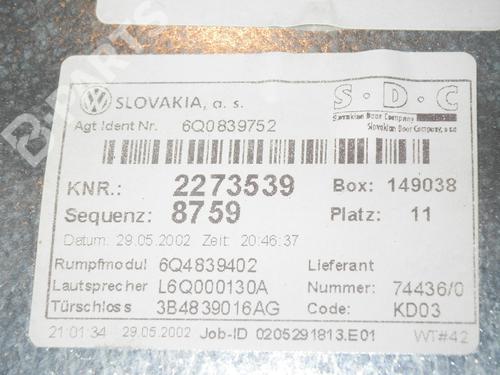 B-PARTS
SLOVAKIA, a. s.
S·D·C
Slovakian Door Company
Slovakian Door Company, s.r.o
Agt Ident Nr. 6Q0839752
KNR.: 2273539 Box: 149038
Sequenz: 8759 Platz: 11
Datum: 29.05.2002 Zeit: 20:46:37
Rumpfmodul 6Q4839402 Lieferant
Lautsprecher L6Q000130A Nummer: 74436/0
Türschloss 3B4839016AG Code: KD03
21:01:34 29.05.2002 Job-ID 0205291813.E01 WT#42